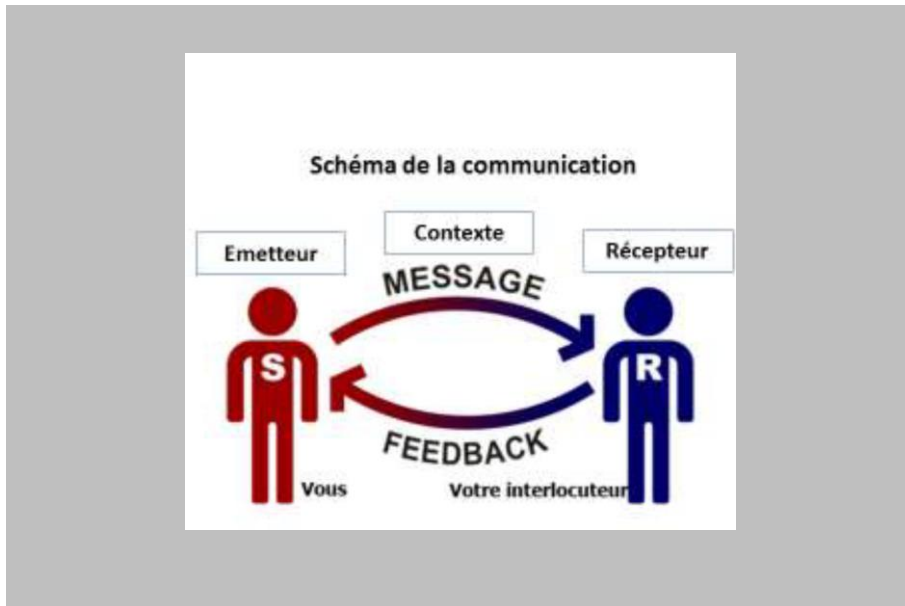 Schéma de la communication
Contexte
Emetteur
Récepteur
MESSAGE
S
R
FEEDBACK
Vous
Votre interlocuteur